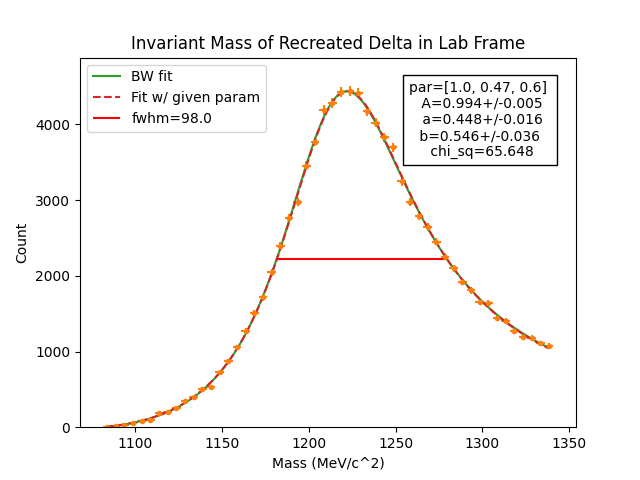 Invariant Mass of Recreated Delta in Lab Frame
BW fit
Fit w/ given param
fwhm=98.0
par=[1.0, 0.47, 0.6]
A=0.994+/-0.005
a=0.448+/-0.016
b=0.546+/-0.036
chi_sq=65.648
Count
4000
3000
2000
1000
0
1100 1150 1200 1250 1300 1350
Mass (MeV/c^2)